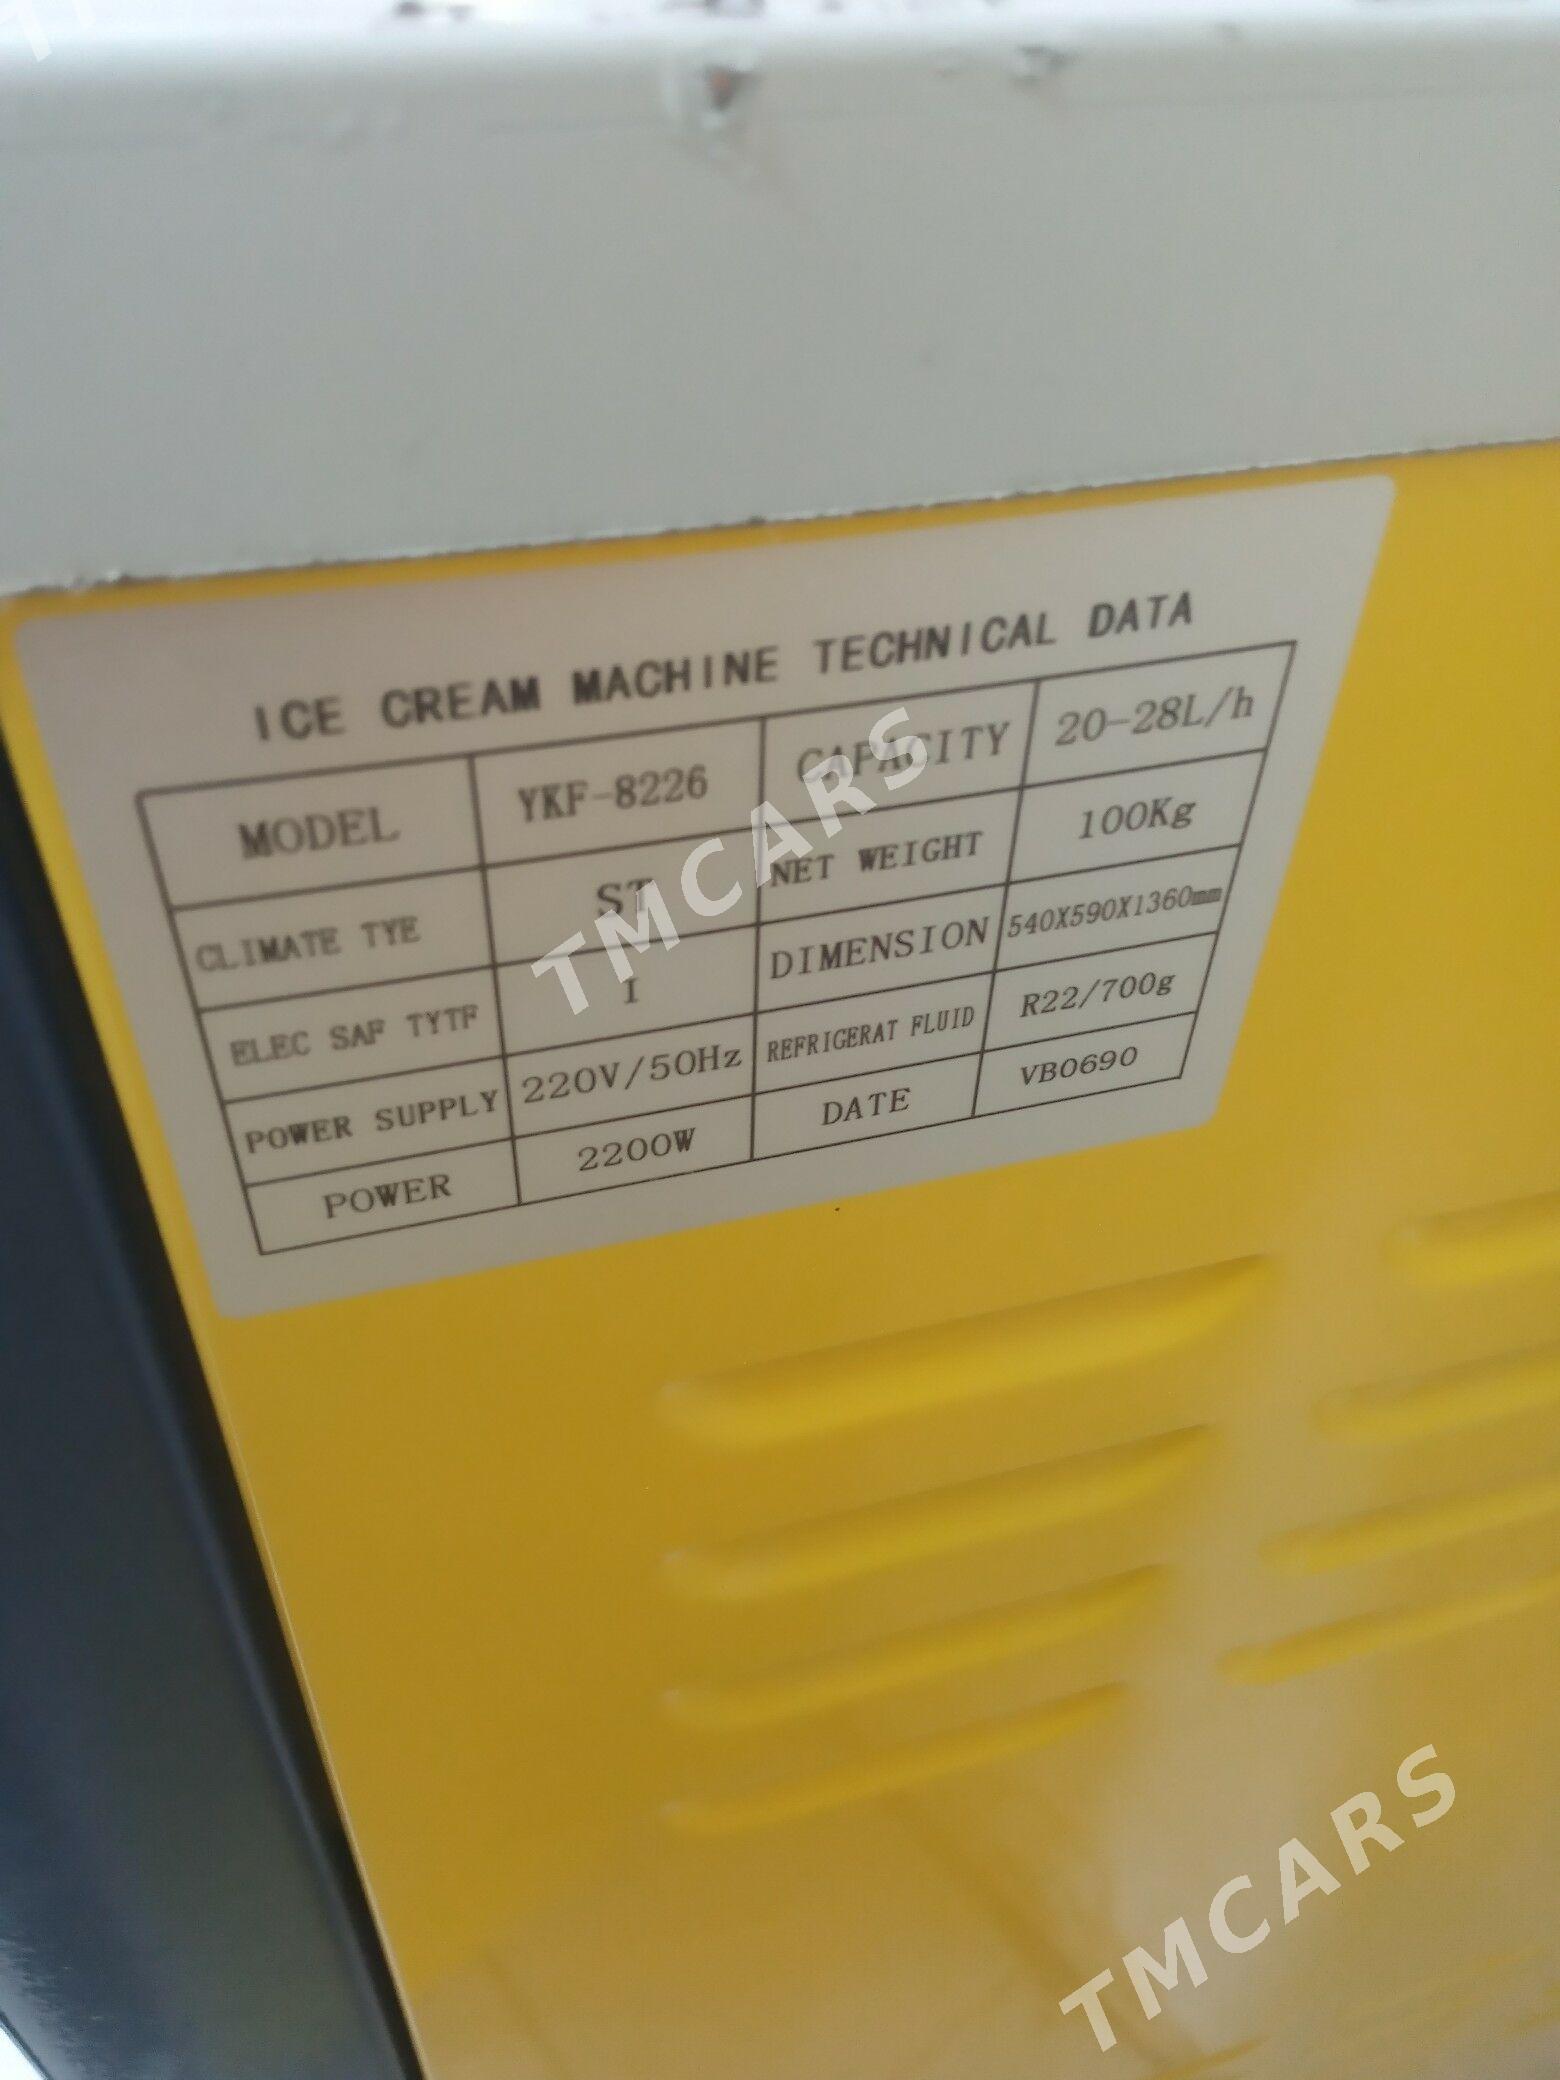 ICE CREAM MACHINE TECHNICAL DATA
MODEL YKF-8226 CAPACITY 20-28L/h
CLIMATE TYE ST NET WEIGHT 100Kg
ELEC SAF TYTF I DIMENSION 540X590X1360mm
POWER SUPPLY 220V/50Hz REFRIGERAT FLUID R22/700g
POWER 2200W DATE VB0690
TMCARS
TMCARS